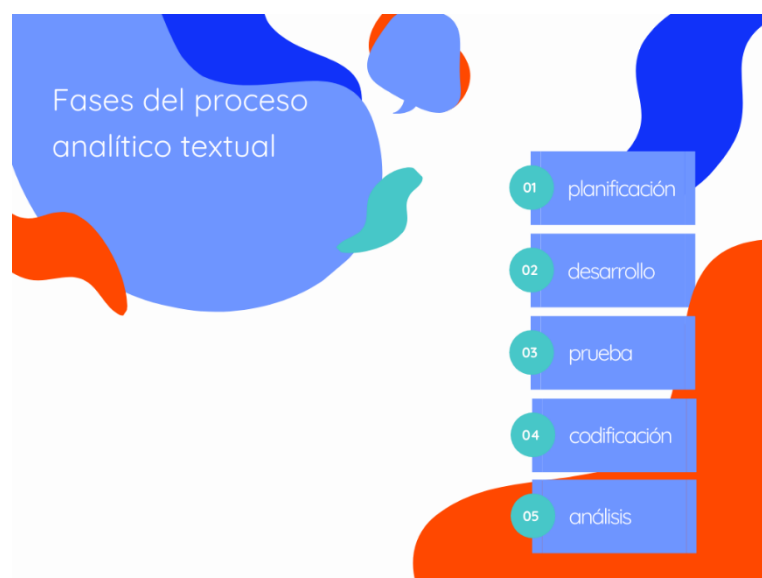 Fases del proceso
analítico textual
01 planificación
02 desarrollo
03 prueba
04 codificación
05 análisis